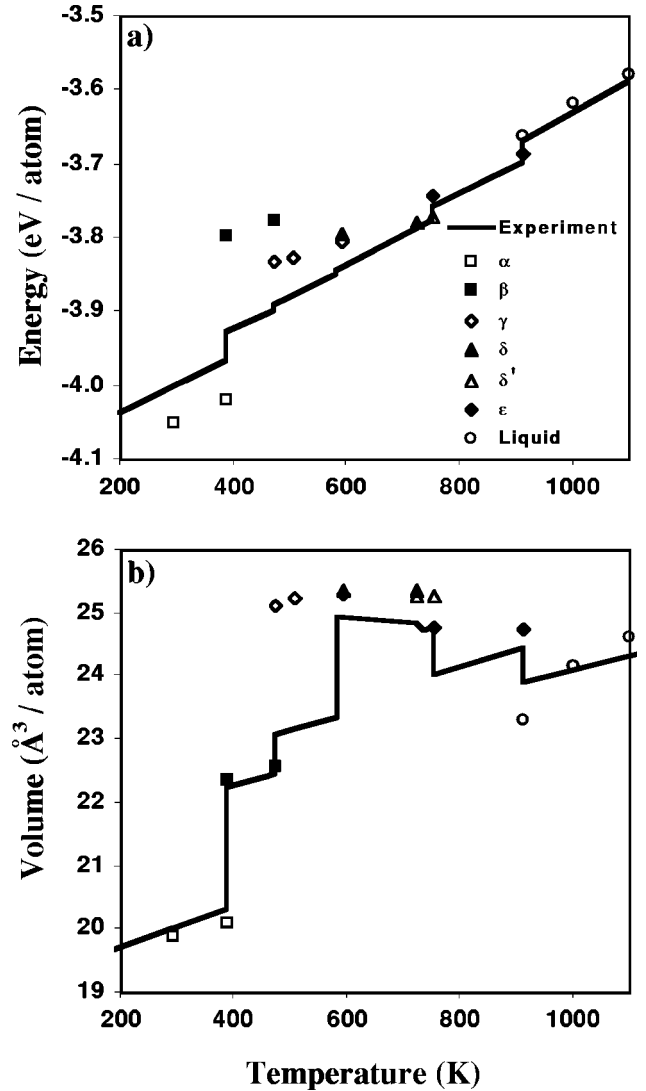 a)
-3.5
-3.6
-3.7
-3.8
-3.9
-4.0
-4.1
Energy (eV / atom)
200 400 600 800 1000
Experiment
α
β
γ
δ
δ'
ε
Liquid
b)
26
25
24
23
22
21
20
19
Volume (Å³ / atom)
200 400 600 800 1000
Temperature (K)